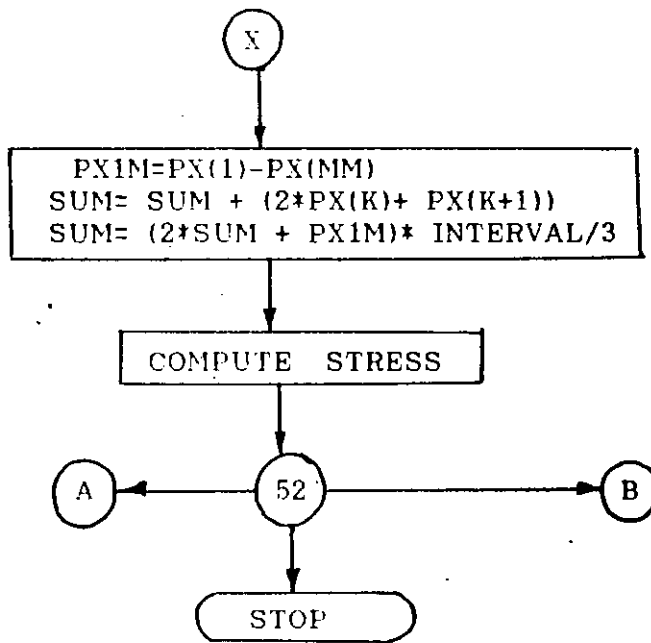 X
PX1M=PX(1)-PX(MM)
SUM= SUM + (2*PX(K)+ PX(K+1))
SUM= (2*SUM + PX1M)* INTERVAL/3
COMPUTE STRESS
A 52 B
STOP